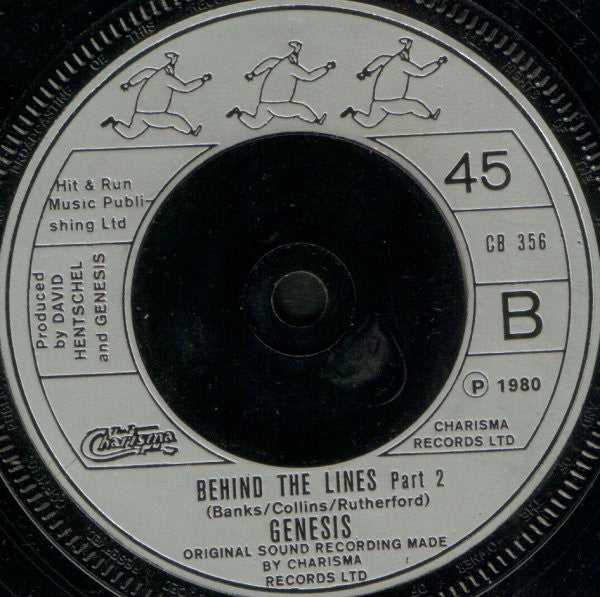 Hit & Run
Music Publi-
shing Ltd
45
CB 356
B
Produced
by DAVID
HENTSCHEL
and GENESIS
℗ 1980
CHARISMA
RECORDS LTD
That
Charisma
BEHIND THE LINES Part 2
(Banks/Collins/Rutherford)
GENESIS
ORIGINAL SOUND RECORDING MADE
BY CHARISMA
RECORDS LTD